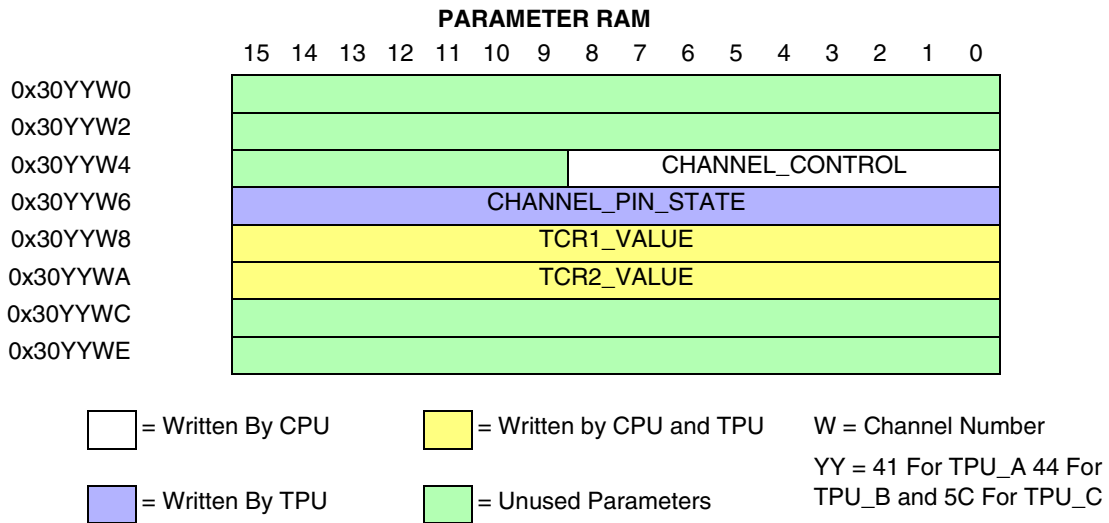 PARAMETER RAM
15 14 13 12 11 10 9 8 7 6 5 4 3 2 1 0
0x30YYW0
0x30YYW2
0x30YYW4 CHANNEL_CONTROL
0x30YYW6 CHANNEL_PIN_STATE
0x30YYW8 TCR1_VALUE
0x30YYWA TCR2_VALUE
0x30YYWC
0x30YYWE
= Written By CPU = Written by CPU and TPU W = Channel Number
YY = 41 For TPU_A 44 For
= Written By TPU = Unused Parameters TPU_B and 5C For TPU_C